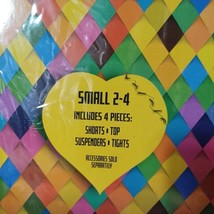 SMALL 2-4
INCLUDES 4 PIECES:
SHORTS & TOP
SUSPENDERS & TIGHTS
ACCESSORIES SOLD
SEPARATELY